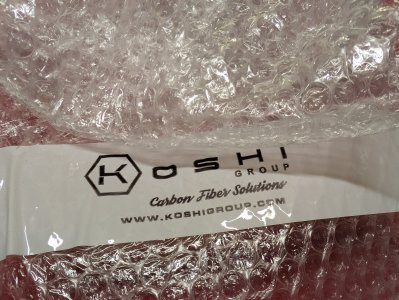 KOSHI
GROUP
Carbon Fiber Solutions
WWW.KOSHIGROUP.COM